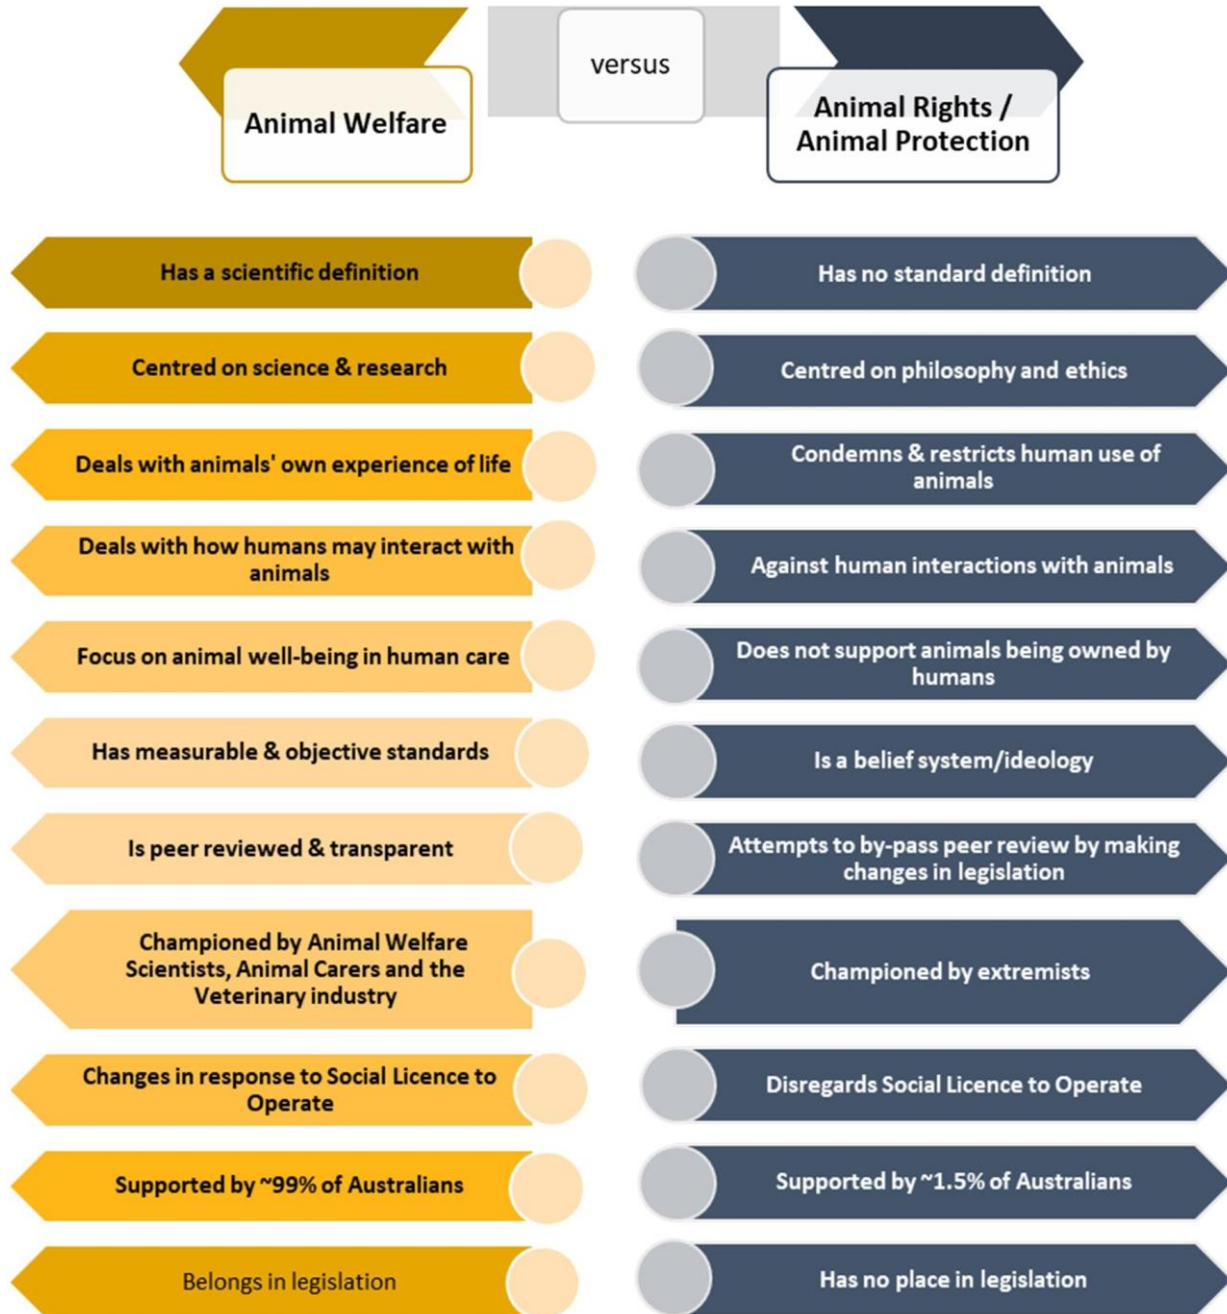 Animal Welfare
versus
Animal Rights /
Animal Protection
Has a scientific definition
Has no standard definition
Centred on science & research
Centred on philosophy and ethics
Deals with animals' own experience of life
Condemns & restricts human use of
animals
Deals with how humans may interact with
animals
Against human interactions with animals
Focus on animal well-being in human care
Does not support animals being owned by
humans
Has measurable & objective standards
Is a belief system/ideology
Is peer reviewed & transparent
Attempts to by-pass peer review by making
changes in legislation
Championed by Animal Welfare
Scientists, Animal Carers and the
Veterinary industry
Championed by extremists
Changes in response to Social Licence to
Operate
Disregards Social Licence to Operate
Supported by ~99% of Australians
Supported by ~1.5% of Australians
Belongs in legislation
Has no place in legislation